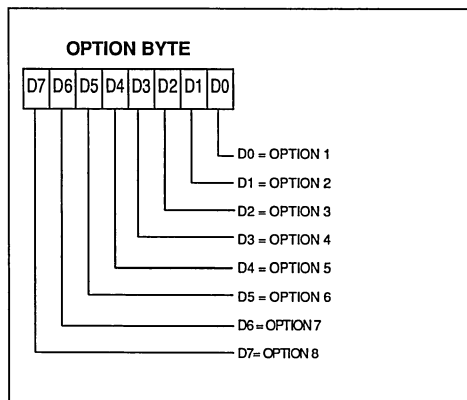 OPTION BYTE
D7 D6 D5 D4 D3 D2 D1 D0
D0 = OPTION 1
D1 = OPTION 2
D2 = OPTION 3
D3 = OPTION 4
D4 = OPTION 5
D5 = OPTION 6
D6= OPTION 7
D7= OPTION 8